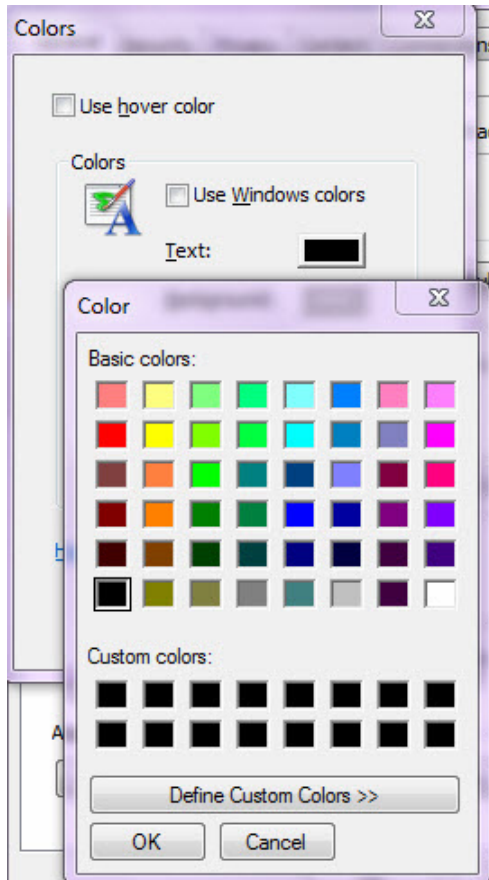 Colors
Use hover color
Colors
Use Windows colors
Text:
Color
Basic colors:
Custom colors:
Define Custom Colors >>
OK
Cancel